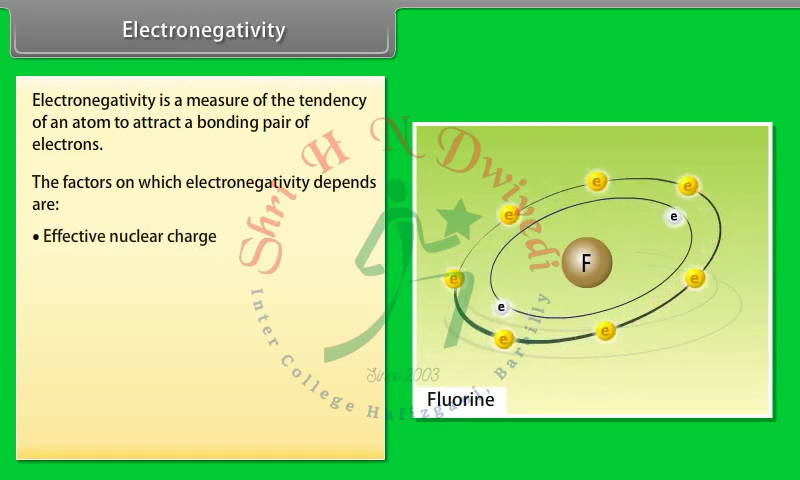 Electronegativity
Electronegativity is a measure of the tendency
of an atom to attract a bonding pair of
electrons.
The factors on which electronegativity depends
are:
• Effective nuclear charge
e
e
e
e
e
F
e
e
e
e
Fluorine
Shri H N Dwivedi
Inter College Hafizganj, Bareilly
Since 2003